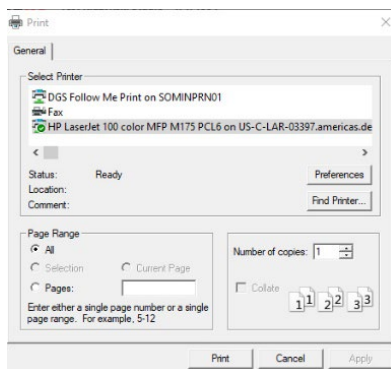 Print
General
Select Printer
DGS Follow Me Print on SOMINPRN01
Fax
HP LaserJet 100 color MFP M175 PCL6 on US-C-LAR-03397.americas.de
Status: Ready
Preferences
Location:
Comment:
Find Printer...
Page Range
All
Selection Current Page
Pages:
Enter either a single page number or a single
page range. For example, 5-12
Number of copies: 1
Collate
1 1 2 2 3 3
Print Cancel Apply